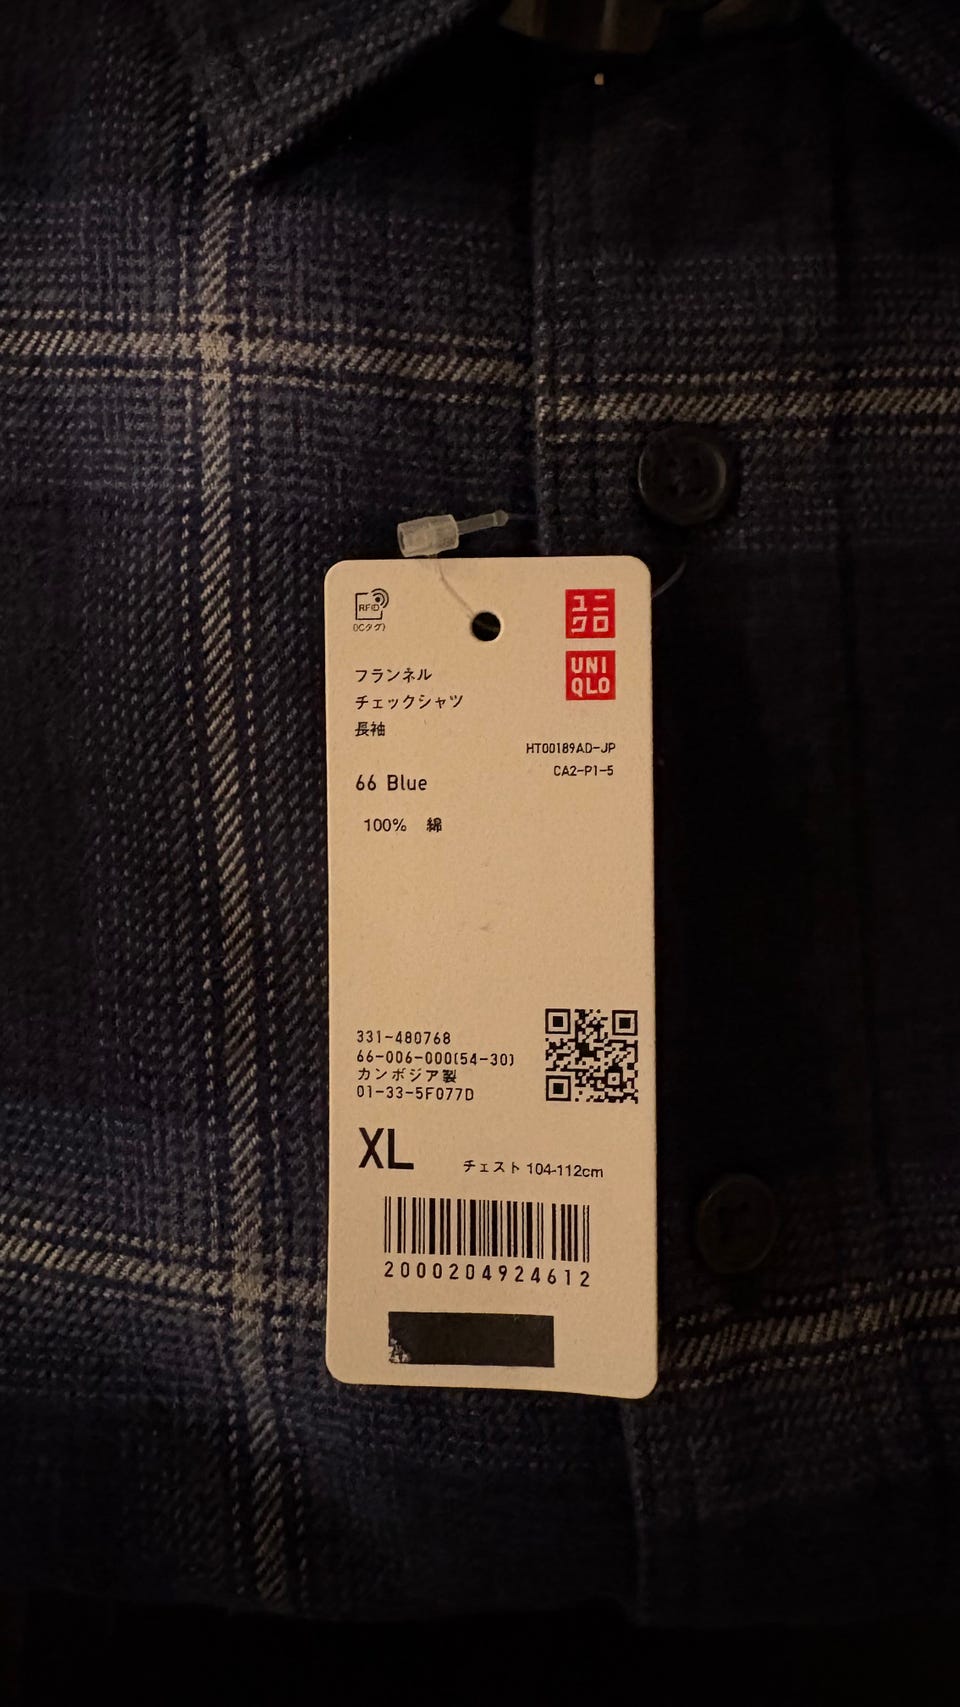 RFID
(ICタグ)
ユニ
クロ
UNI
QLO
フランネル
チェックシャツ
長袖
HT00189AD-JP
CA2-P1-5
66 Blue
100% 綿
331-480768
66-006-000(54-30)
カンボジア製
01-33-5F077D
XL
チェスト 104-112cm
2000204924612